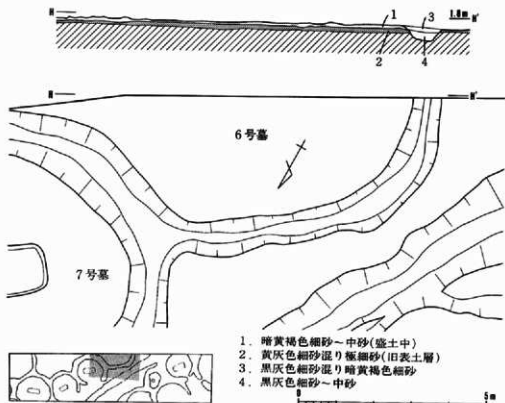 H 1 3 1.8m H'
2 4
H H'
6号墓
7号墓
1. 暗黄褐色細砂~中砂(盛土中)
2. 黄灰色細砂混り極細砂(旧表土層)
3. 黒灰色細砂混り暗黄褐色細砂
4. 黒灰色細砂~中砂
0 5m